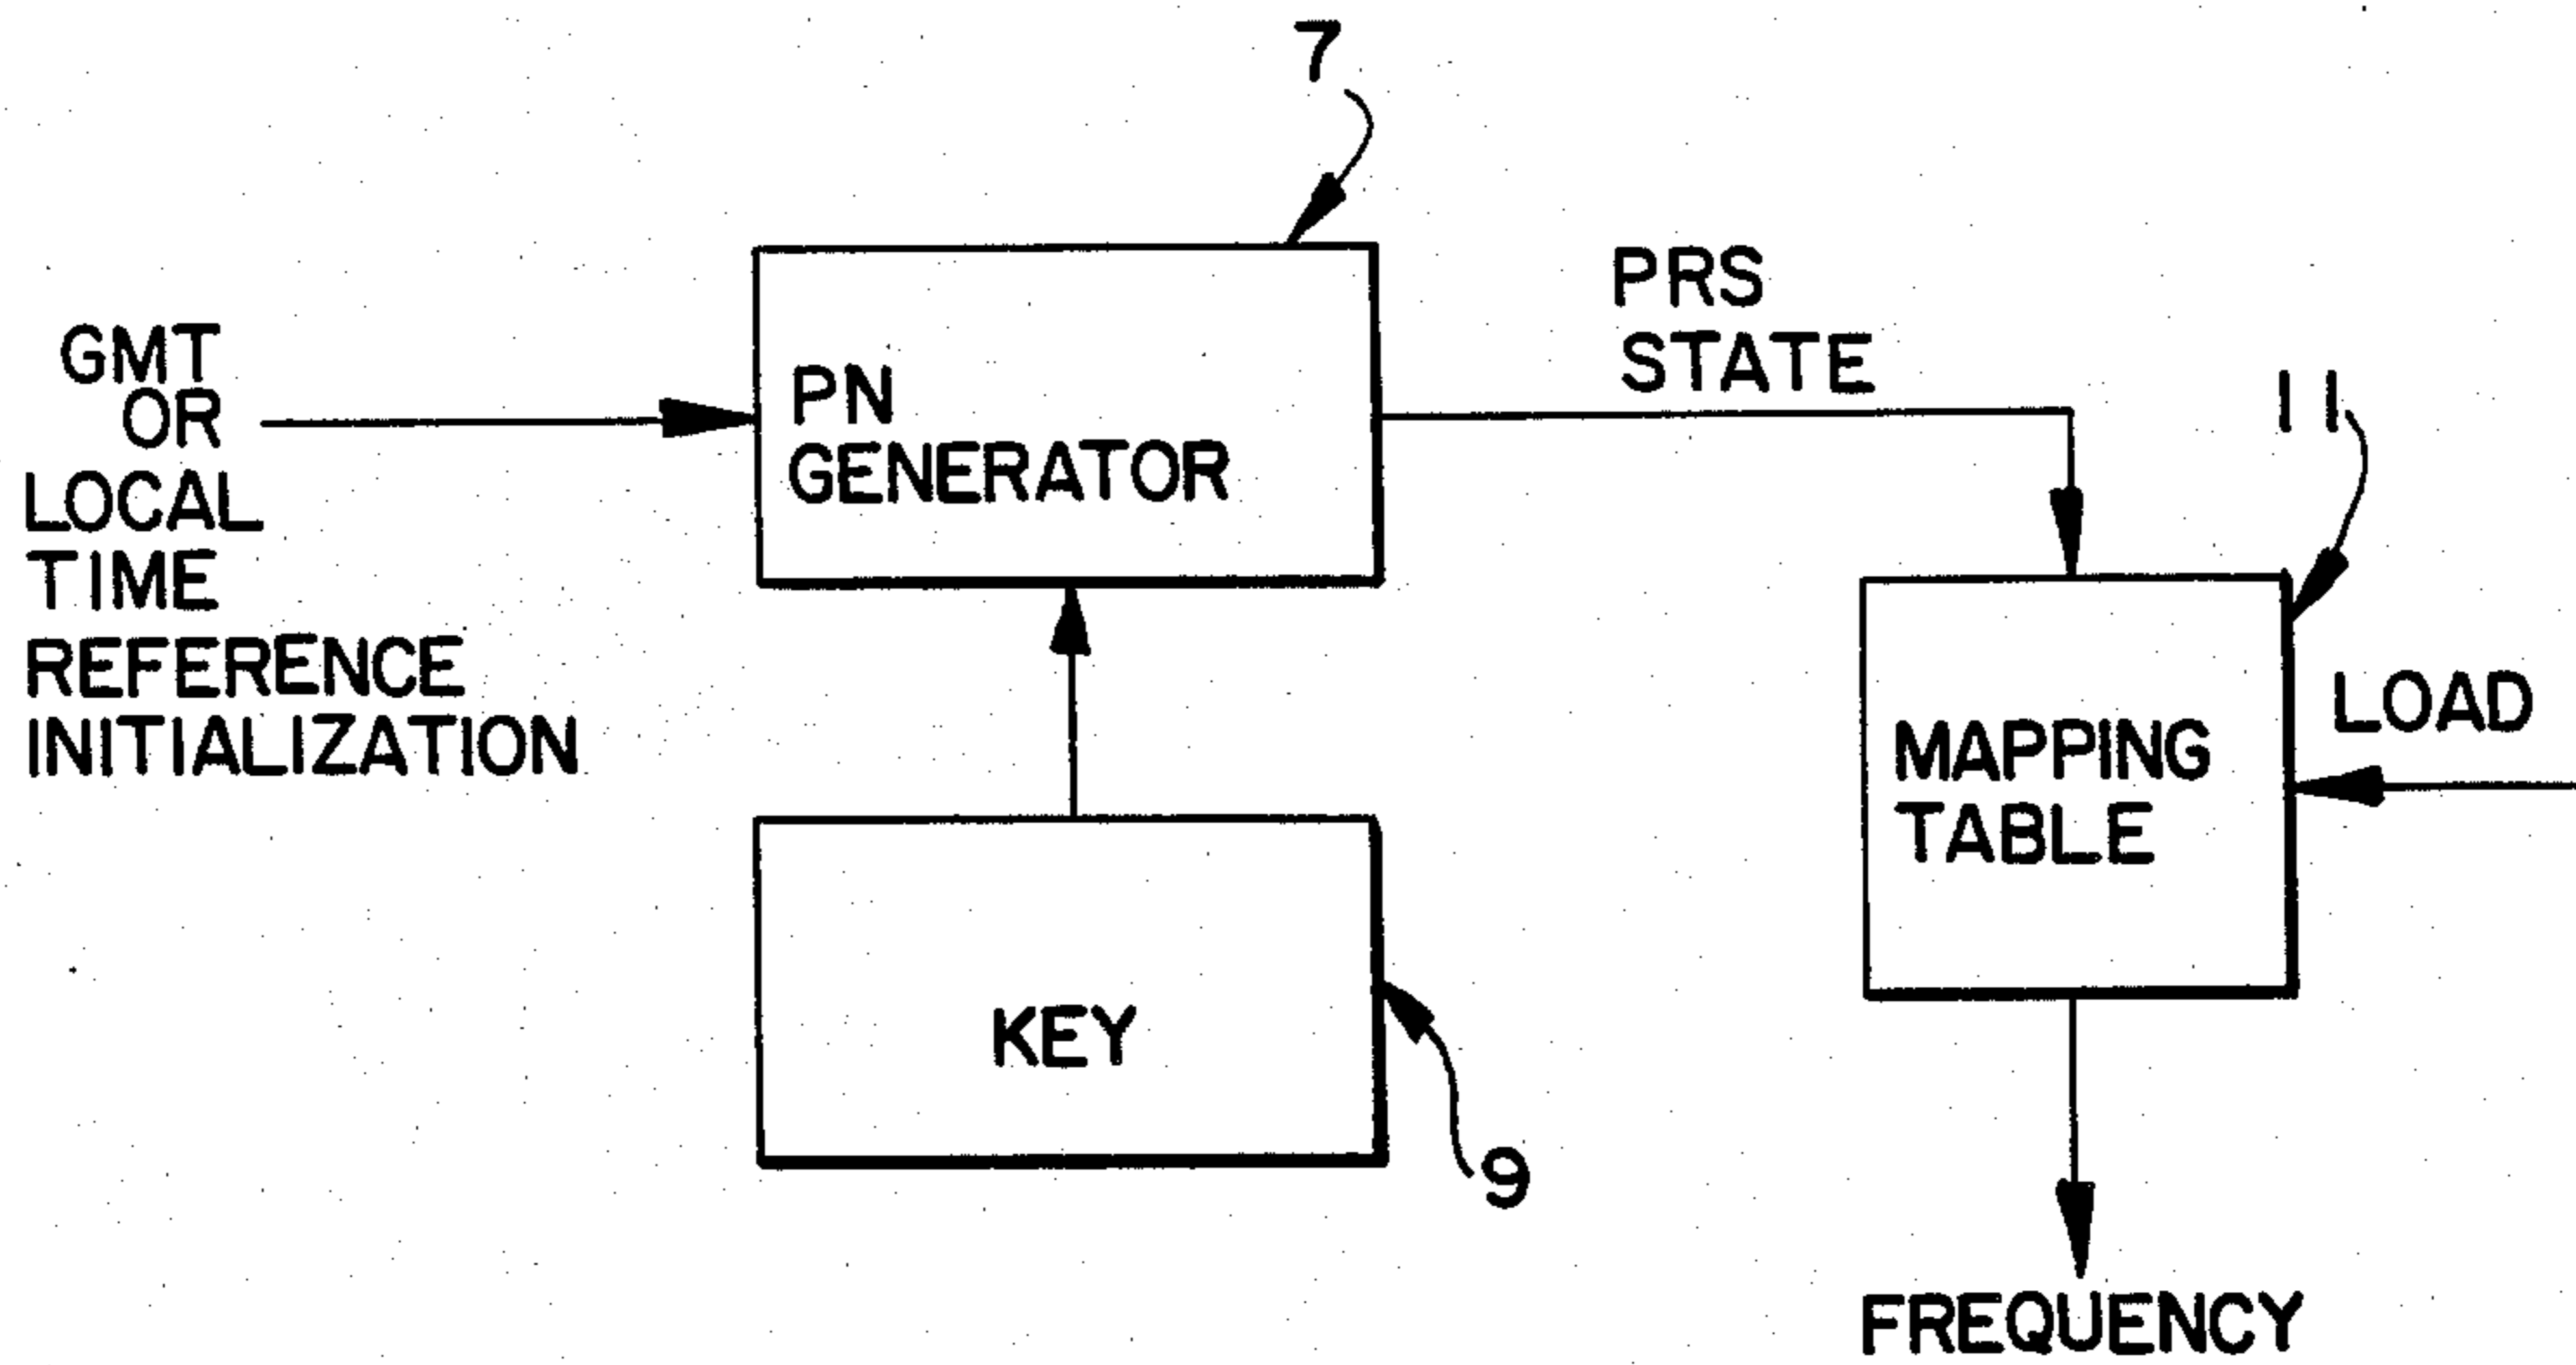 7
GMT
OR
LOCAL
TIME
REFERENCE
INITIALIZATION
PN
GENERATOR
PRS
STATE
11
MAPPING
TABLE
LOAD
KEY
9
FREQUENCY